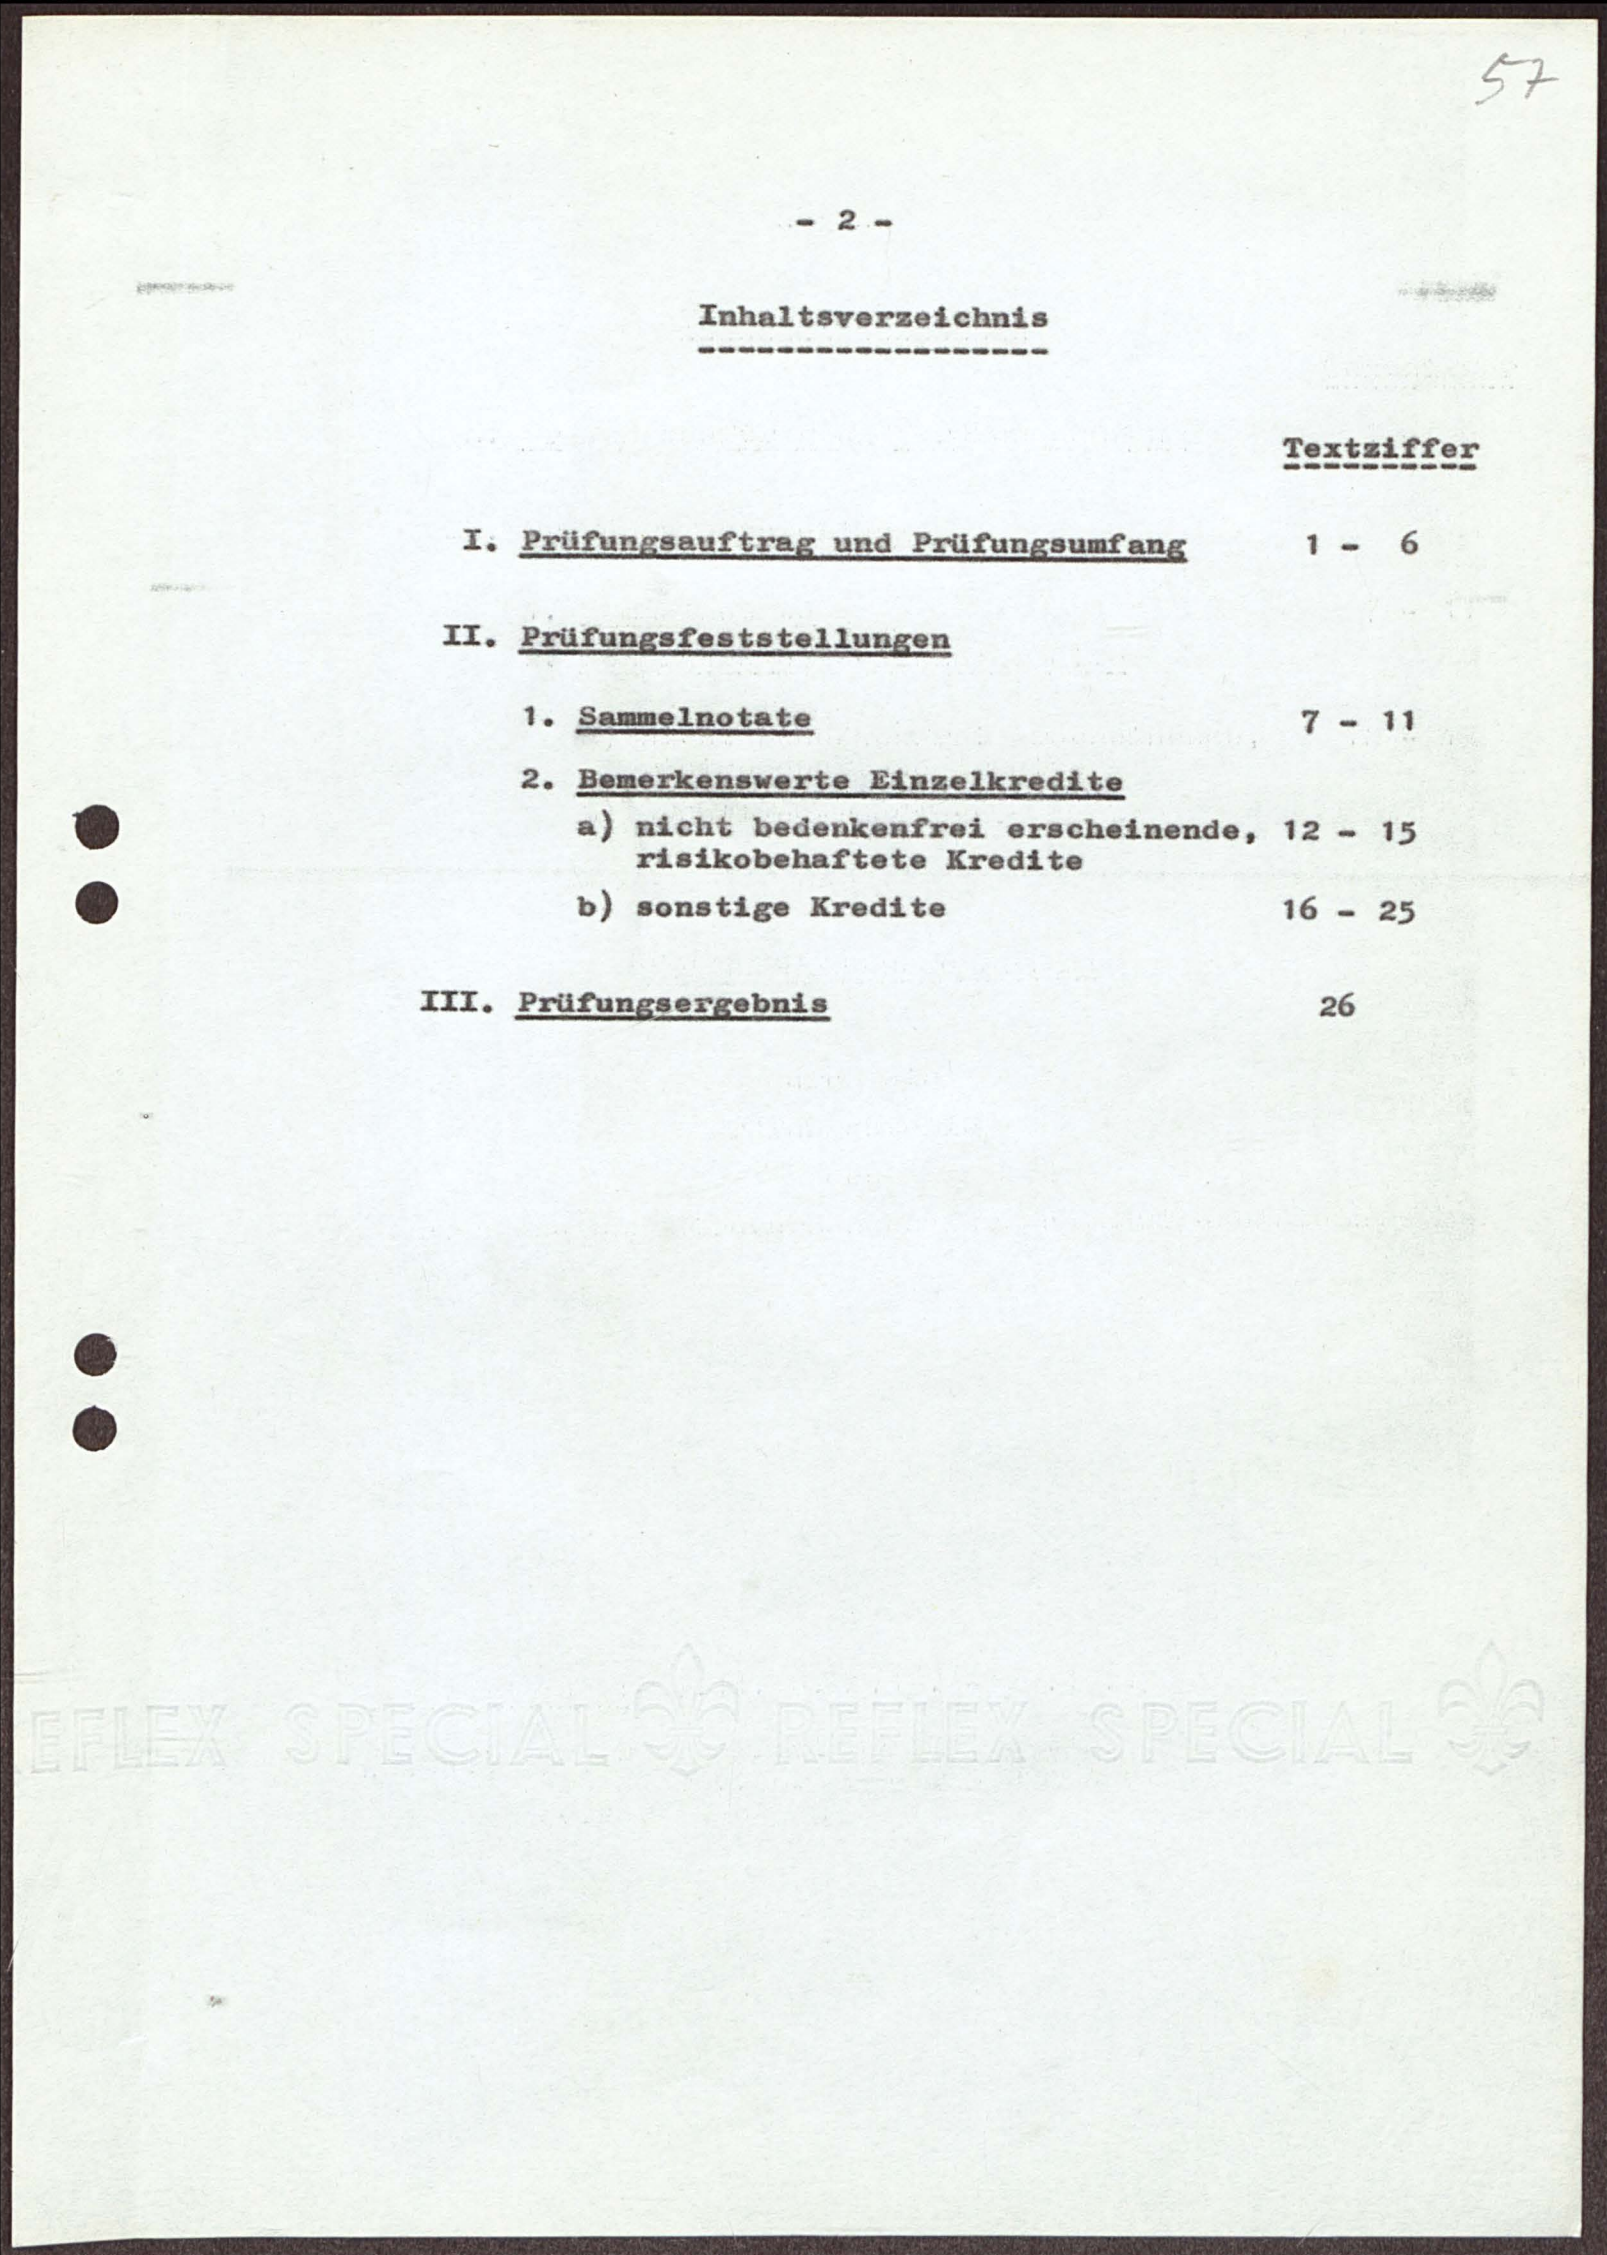 57
- 2 -
Inhaltsverzeichnis
Textziffer
I. Prüfungsauftrag und Prüfungsumfang 1 - 6
II. Prüfungsfeststellungen
1. Sammelnotate 7 - 11
2. Bemerkenswerte Einzelkredite
a) nicht bedenkenfrei erscheinende, 12 - 15
risikobehaftete Kredite
b) sonstige Kredite 16 - 25
III. Prüfungsergebnis 26
EFLEX SPECIAL REFLEX SPECIAL